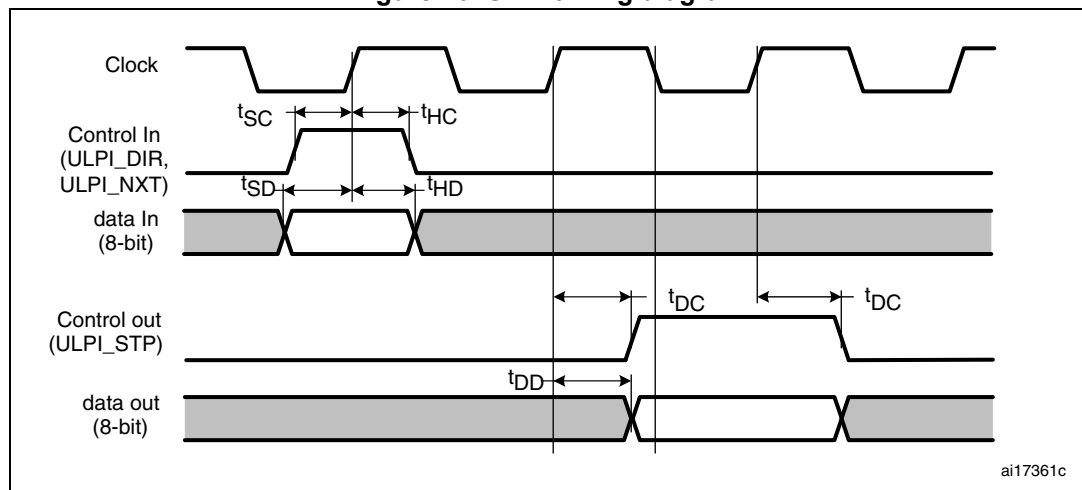 Clock
tSC
tHC
Control In
(ULPI_DIR,
ULPI_NXT)
tSD
tHD
data In
(8-bit)
tDC
tDC
Control out
(ULPI_STP)
tDD
data out
(8-bit)
ai17361c